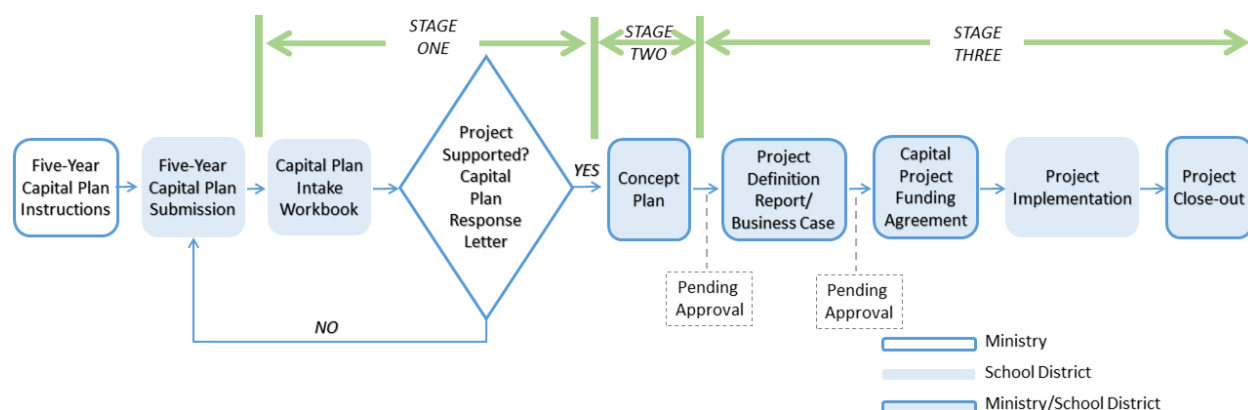 STAGE
ONE
STAGE
TWO
STAGE
THREE
Five-Year
Capital Plan
Instructions
Five-Year
Capital Plan
Submission
Capital Plan
Intake
Workbook
Project
Supported?
Capital
Plan
Response
Letter
YES
NO
Concept
Plan
Pending
Approval
Project
Definition
Report/
Business Case
Pending
Approval
Capital
Project
Funding
Agreement
Project
Implementation
Project
Close-out
Ministry
School District
Ministry/School District